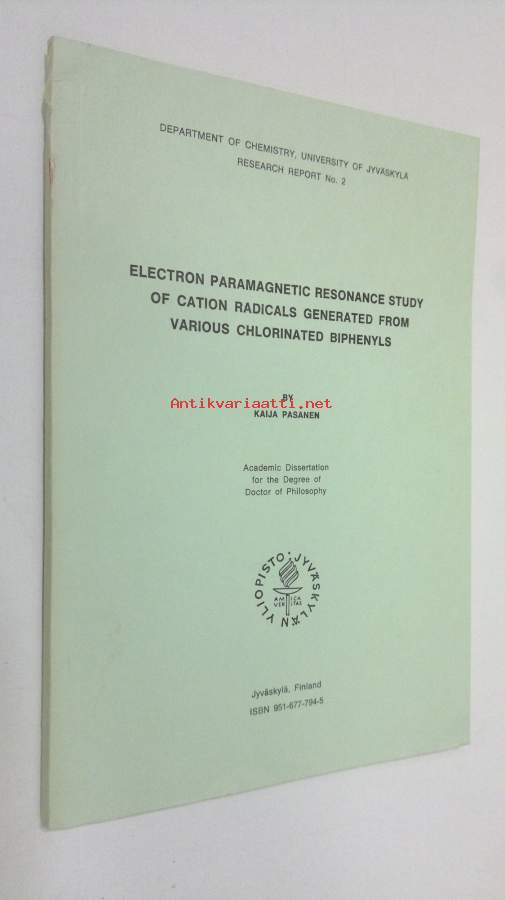 DEPARTMENT OF CHEMISTRY, UNIVERSITY OF JYVÄSKYLÄ
RESEARCH REPORT No. 2
ELECTRON PARAMAGNETIC RESONANCE STUDY
OF CATION RADICALS GENERATED FROM
VARIOUS CHLORINATED BIPHENYLS
BY
Antikvariaatti.net
KAIJA PASANEN
Academic Dissertation
for the Degree of
Doctor of Philosophy
JYVÄSKYLÄN YLIOPISTO
AMICA
VERITAS
Jyväskylä, Finland
ISBN 951-677-794-5